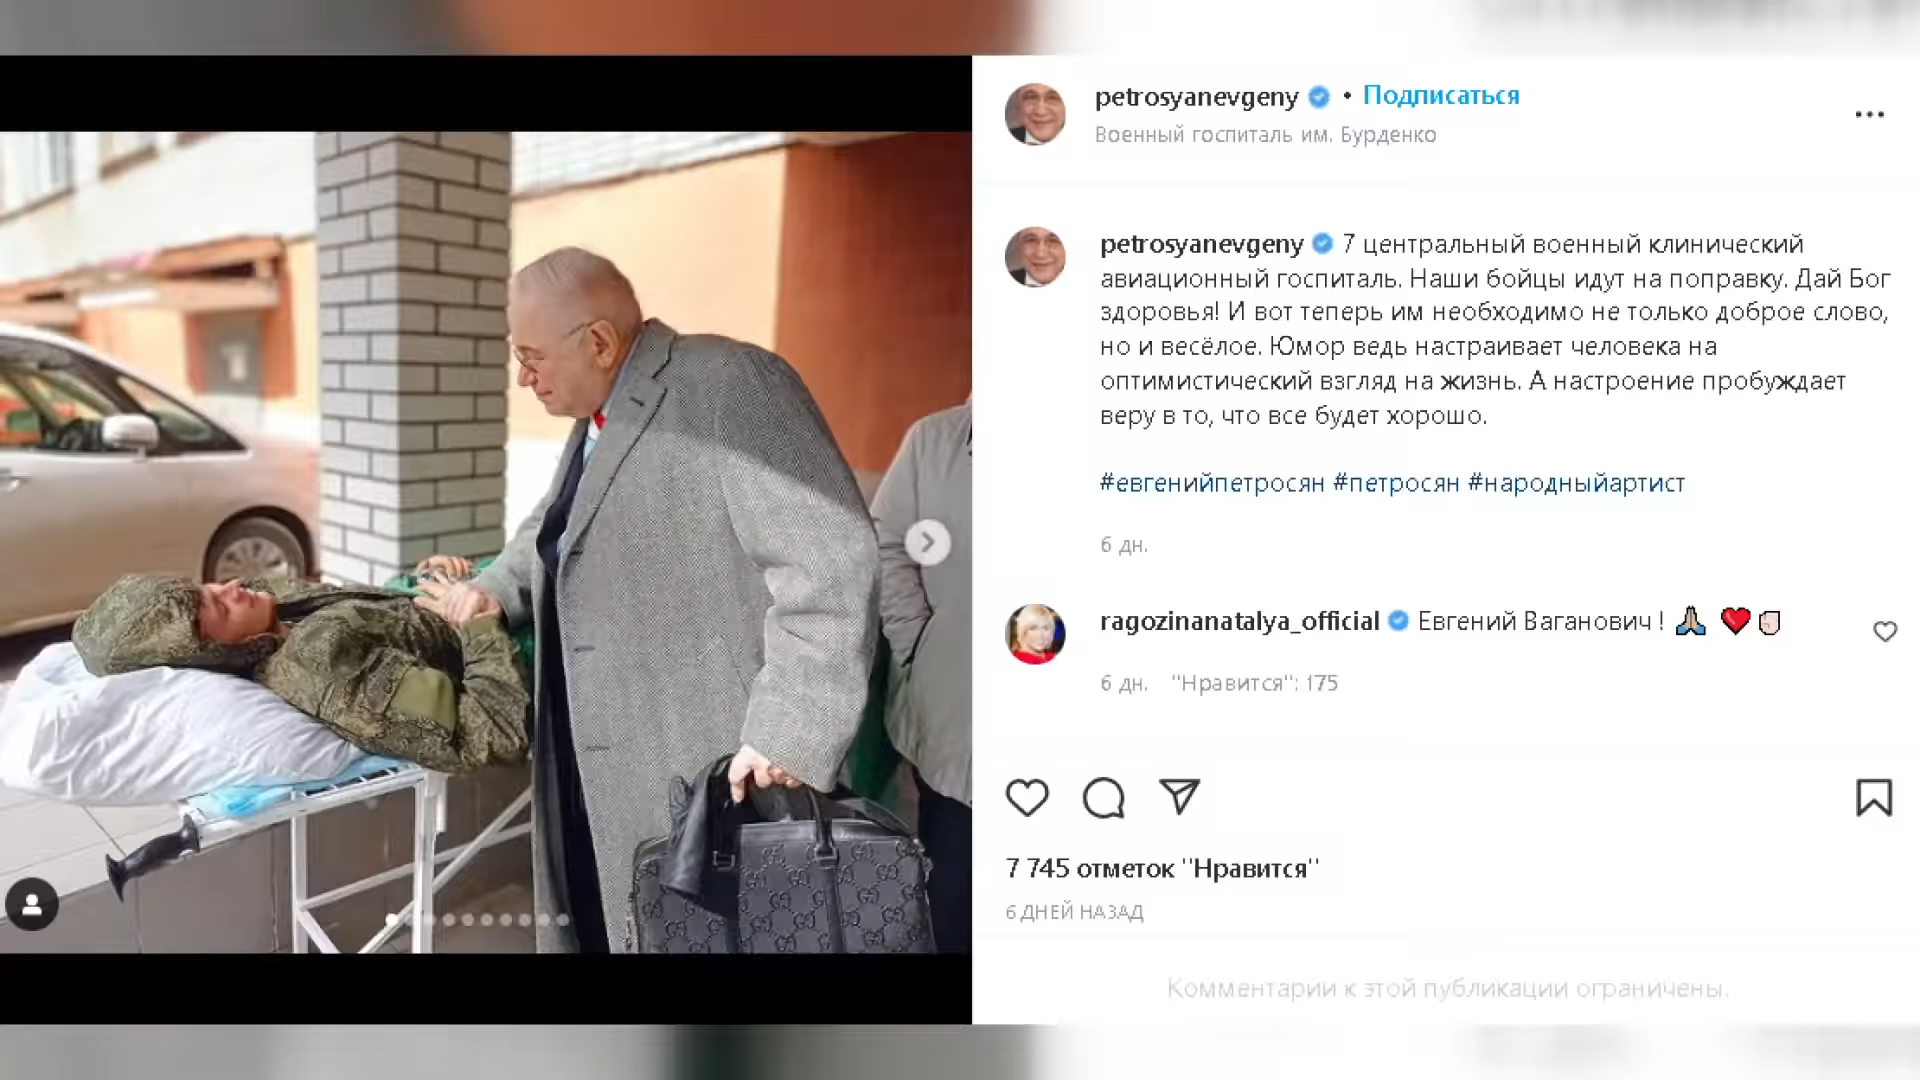 petrosyanevgeny • Подписаться
Военный госпиталь им. Бурденко
petrosyanevgeny 7 центральный военный клинический
авиационный госпиталь. Наши бойцы идут на поправку. Дай Бог
здоровья! И вот теперь им необходимо не только доброе слово,
но и весёлое. Юмор ведь настраивает человека на
оптимистический взгляд на жизнь. А настроение пробуждает
веру в то, что все будет хорошо.
#евгенийпетросян #петросян #народныйартист
6 дн.
ragozinanatalya_official Евгений Ваганович ! 🙏🏼 ❤️ 👊🏻
6 дн. "Нравится": 175
7 745 отметок "Нравится"
6 ДНЕЙ НАЗАД
Комментарии к этой публикации ограничены.